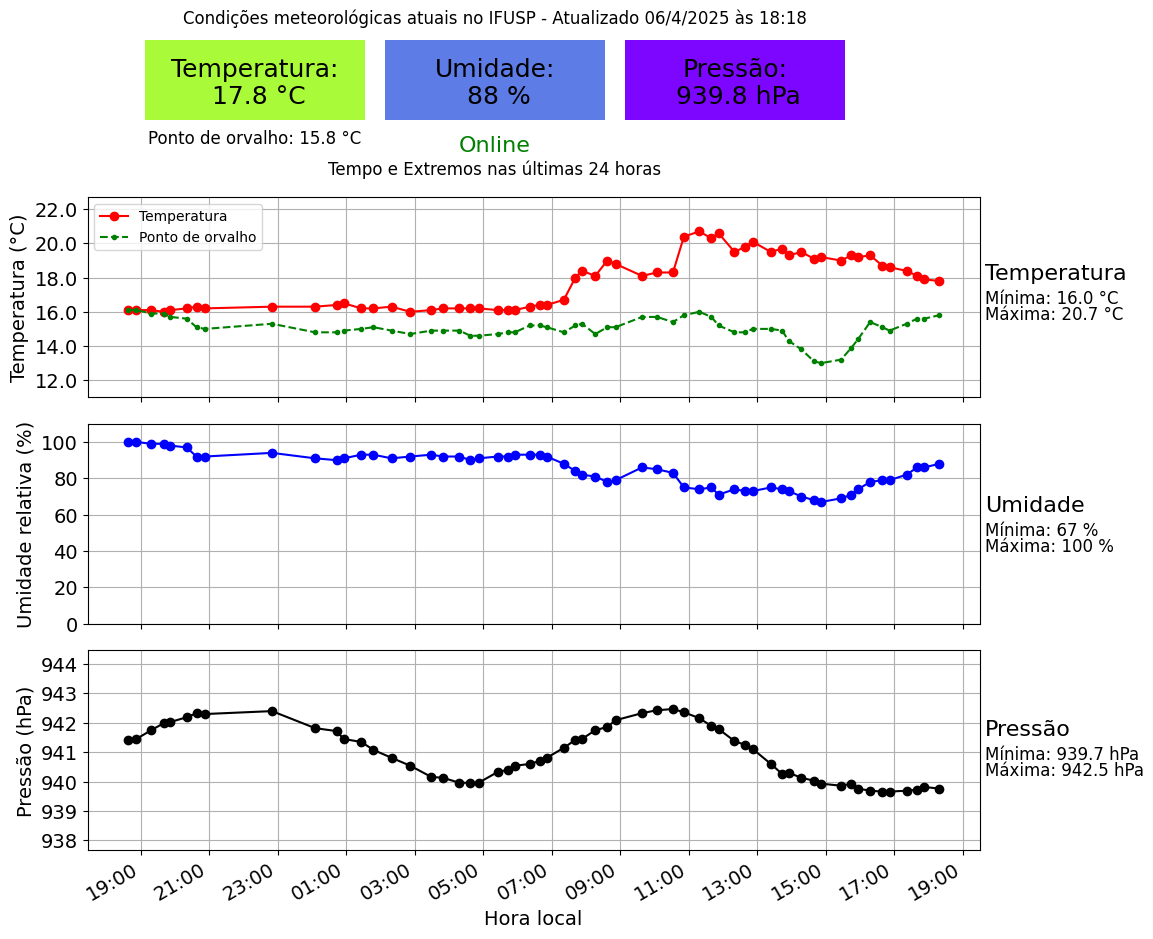 Condições meteorológicas atuais no IFUSP - Atualizado 06/4/2025 às 18:18
Temperatura:
17.8 °C
Umidade:
88 %
Pressão:
939.8 hPa
Ponto de orvalho: 15.8 °C
Online
Tempo e Extremos nas últimas 24 horas
Temperatura (°C)
22.0
20.0
18.0
16.0
14.0
12.0
Temperatura
Ponto de orvalho
Temperatura
Mínima: 16.0 °C
Máxima: 20.7 °C
Umidade relativa (%)
100
80
60
40
20
0
Umidade
Mínima: 67 %
Máxima: 100 %
Pressão (hPa)
944
943
942
941
940
939
938
Pressão
Mínima: 939.7 hPa
Máxima: 942.5 hPa
19:00
21:00
23:00
01:00
03:00
05:00
07:00
09:00
11:00
13:00
15:00
17:00
19:00
Hora local